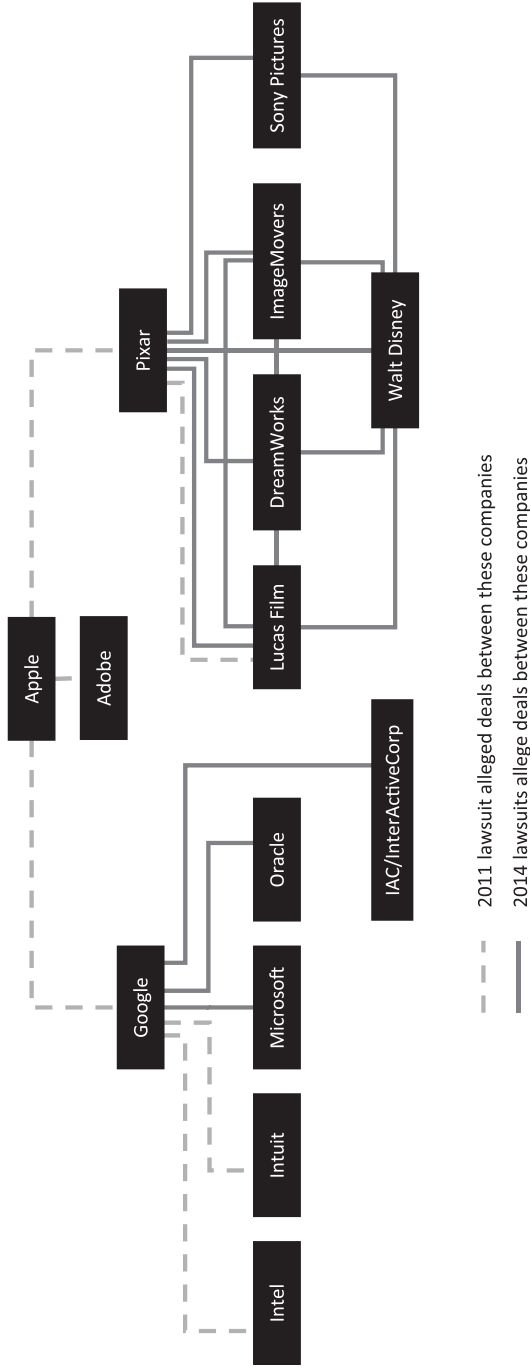 Apple
Adobe
Google
Pixar
Intel
Intuit
Microsoft
Oracle
Lucas Film
DreamWorks
ImageMovers
Sony Pictures
IAC/InterActiveCorp
Walt Disney
2011 lawsuit alleged deals between these companies
2014 lawsuits allege deals between these companies